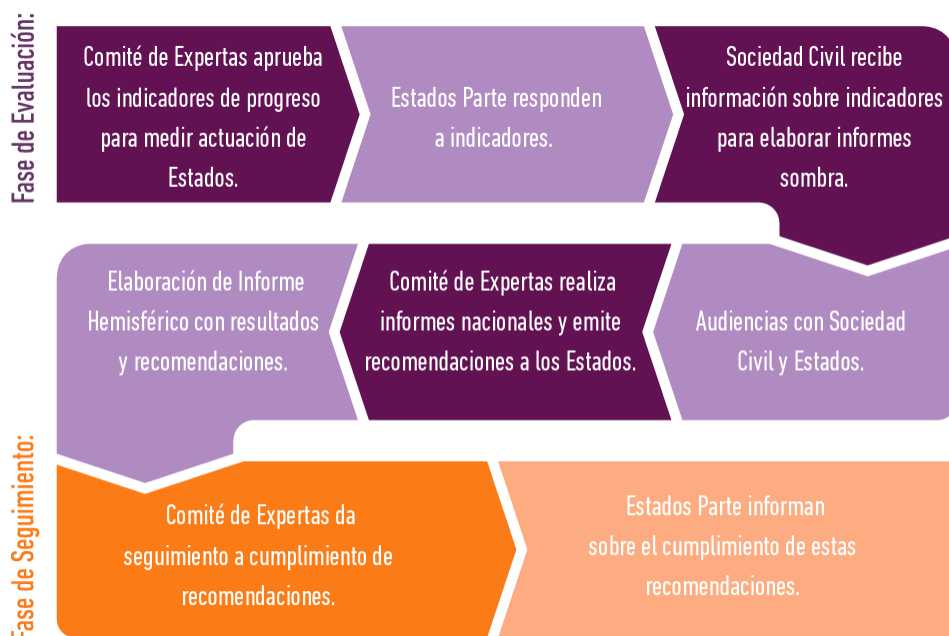 Fase de Evaluación:
Comité de Expertas aprueba
los indicadores de progreso
para medir actuación de
Estados.
Estados Parte responden
a indicadores.
Sociedad Civil recibe
información sobre indicadores
para elaborar informes
sombra.
Audiencias con Sociedad
Civil y Estados.
Comité de Expertas realiza
informes nacionales y emite
recomendaciones a los Estados.
Elaboración de Informe
Hemisférico con resultados
y recomendaciones.
Fase de Seguimiento:
Comité de Expertas da
seguimiento a cumplimiento de
recomendaciones.
Estados Parte informan
sobre el cumplimiento de estas
recomendaciones.